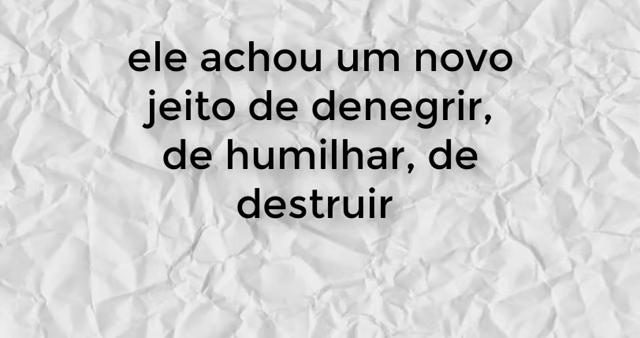 ele achou um novo
jeito de denegrir,
de humilhar, de
destruir